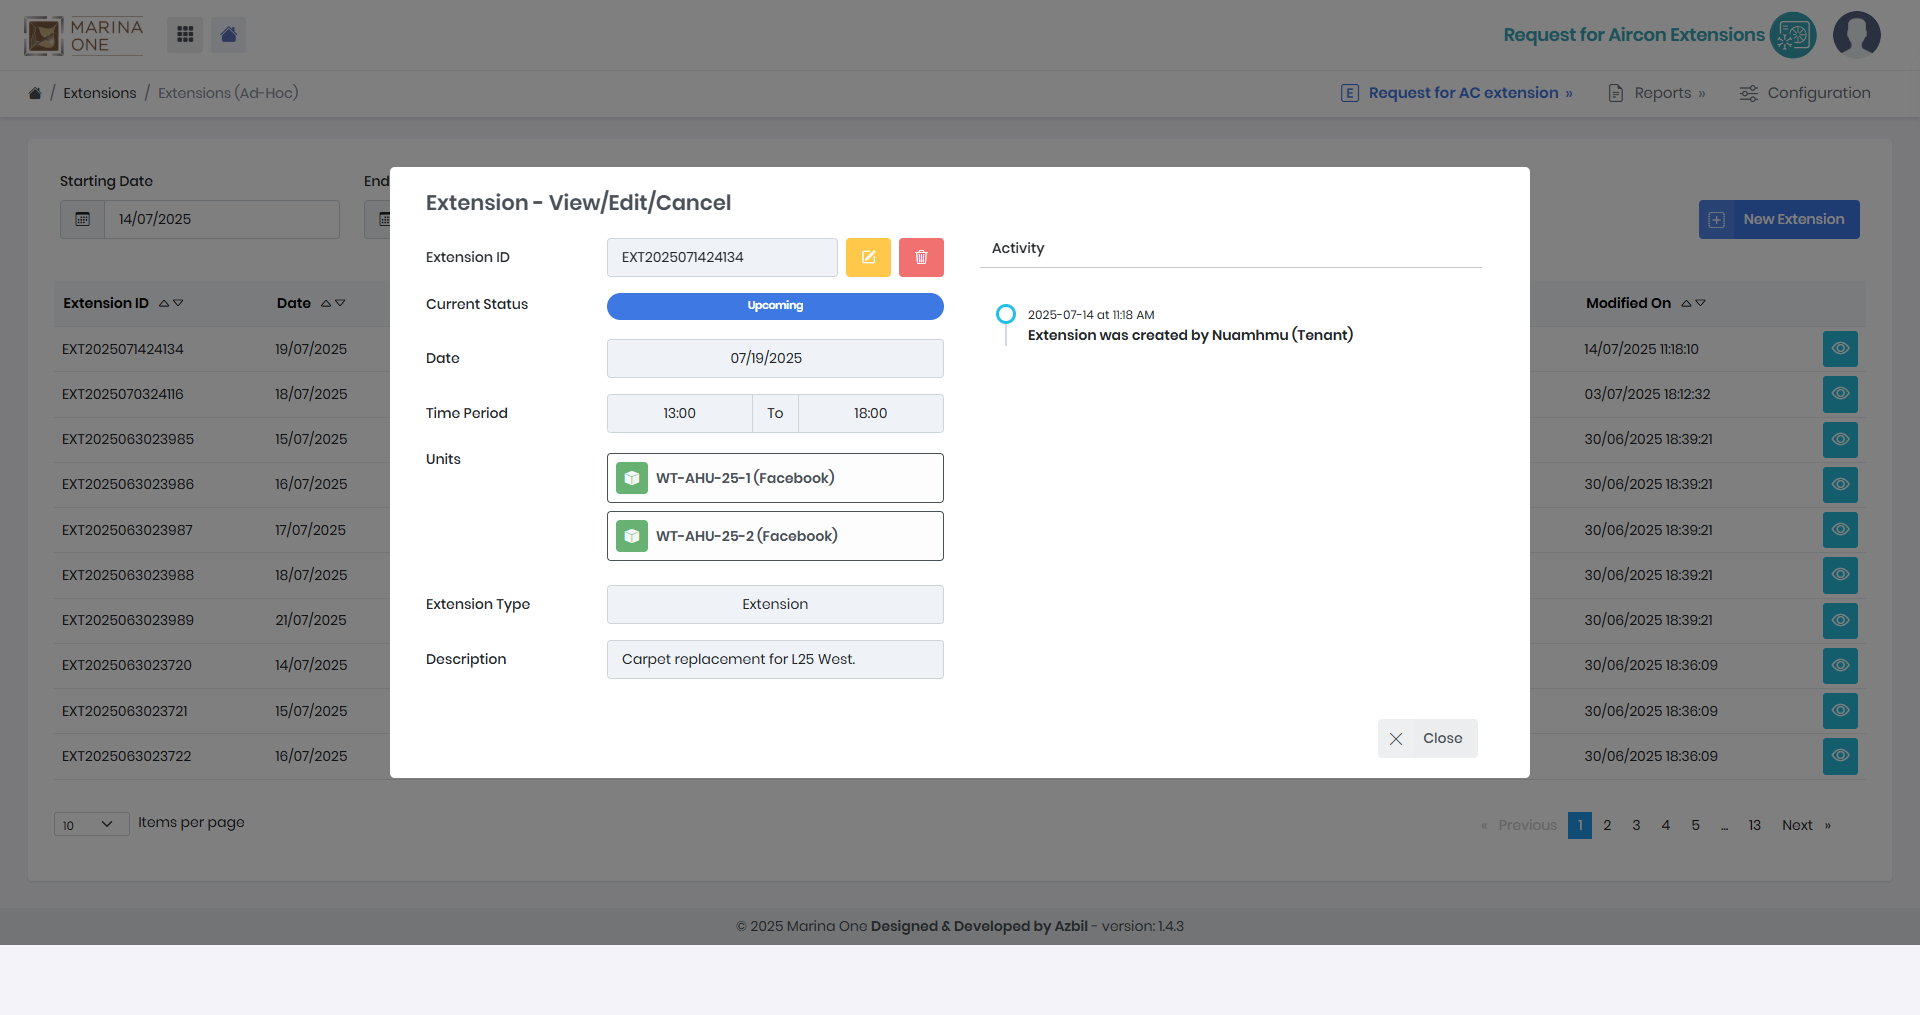 MARINA
ONE
Request for Aircon Extensions
/ Extensions / Extensions (Ad-Hoc)
E Request for AC extension »
Reports »
Configuration
Starting Date
End
14/07/2025
New Extension
Extension ID
Date
Modified On
EXT2025071424134 19/07/2025 14/07/2025 11:18:10
EXT2025070324116 18/07/2025 03/07/2025 18:12:32
EXT2025063023985 15/07/2025 30/06/2025 18:39:21
EXT2025063023986 16/07/2025 30/06/2025 18:39:21
EXT2025063023987 17/07/2025 30/06/2025 18:39:21
EXT2025063023988 18/07/2025 30/06/2025 18:39:21
EXT2025063023989 21/07/2025 30/06/2025 18:39:21
EXT2025063023720 14/07/2025 30/06/2025 18:36:09
EXT2025063023721 15/07/2025 30/06/2025 18:36:09
EXT2025063023722 16/07/2025 30/06/2025 18:36:09
Extension - View/Edit/Cancel
Extension ID EXT2025071424134
Current Status Upcoming
Date 07/19/2025
Time Period 13:00 To 18:00
Units
WT-AHU-25-1 (Facebook)
WT-AHU-25-2 (Facebook)
Extension Type Extension
Description Carpet replacement for L25 West.
Activity
2025-07-14 at 11:18 AM
Extension was created by Nuamhmu (Tenant)
Close
10 Items per page
« Previous 1 2 3 4 5 ... 13 Next »
© 2025 Marina One Designed & Developed by Azbil - version: 1.4.3